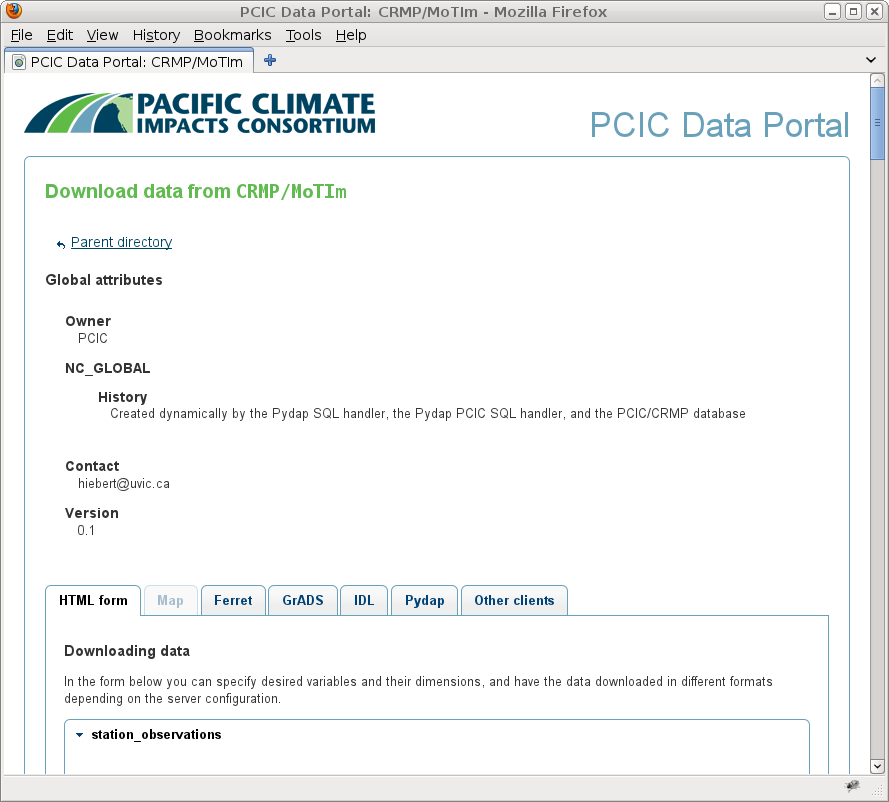 PCIC Data Portal: CRMP/MoTIm - Mozilla Firefox
File Edit View History Bookmarks Tools Help
PCIC Data Portal: CRMP/MoTIm
PACIFIC CLIMATE
IMPACTS CONSORTIUM
PCIC Data Portal
Download data from CRMP/MoTIm
Parent directory
Global attributes
Owner
PCIC
NC_GLOBAL
History
Created dynamically by the Pydap SQL handler, the Pydap PCIC SQL handler, and the PCIC/CRMP database
Contact
hiebert@uvic.ca
Version
0.1
HTML form Map Ferret GrADS IDL Pydap Other clients
Downloading data
In the form below you can specify desired variables and their dimensions, and have the data downloaded in different formats
depending on the server configuration.
station_observations